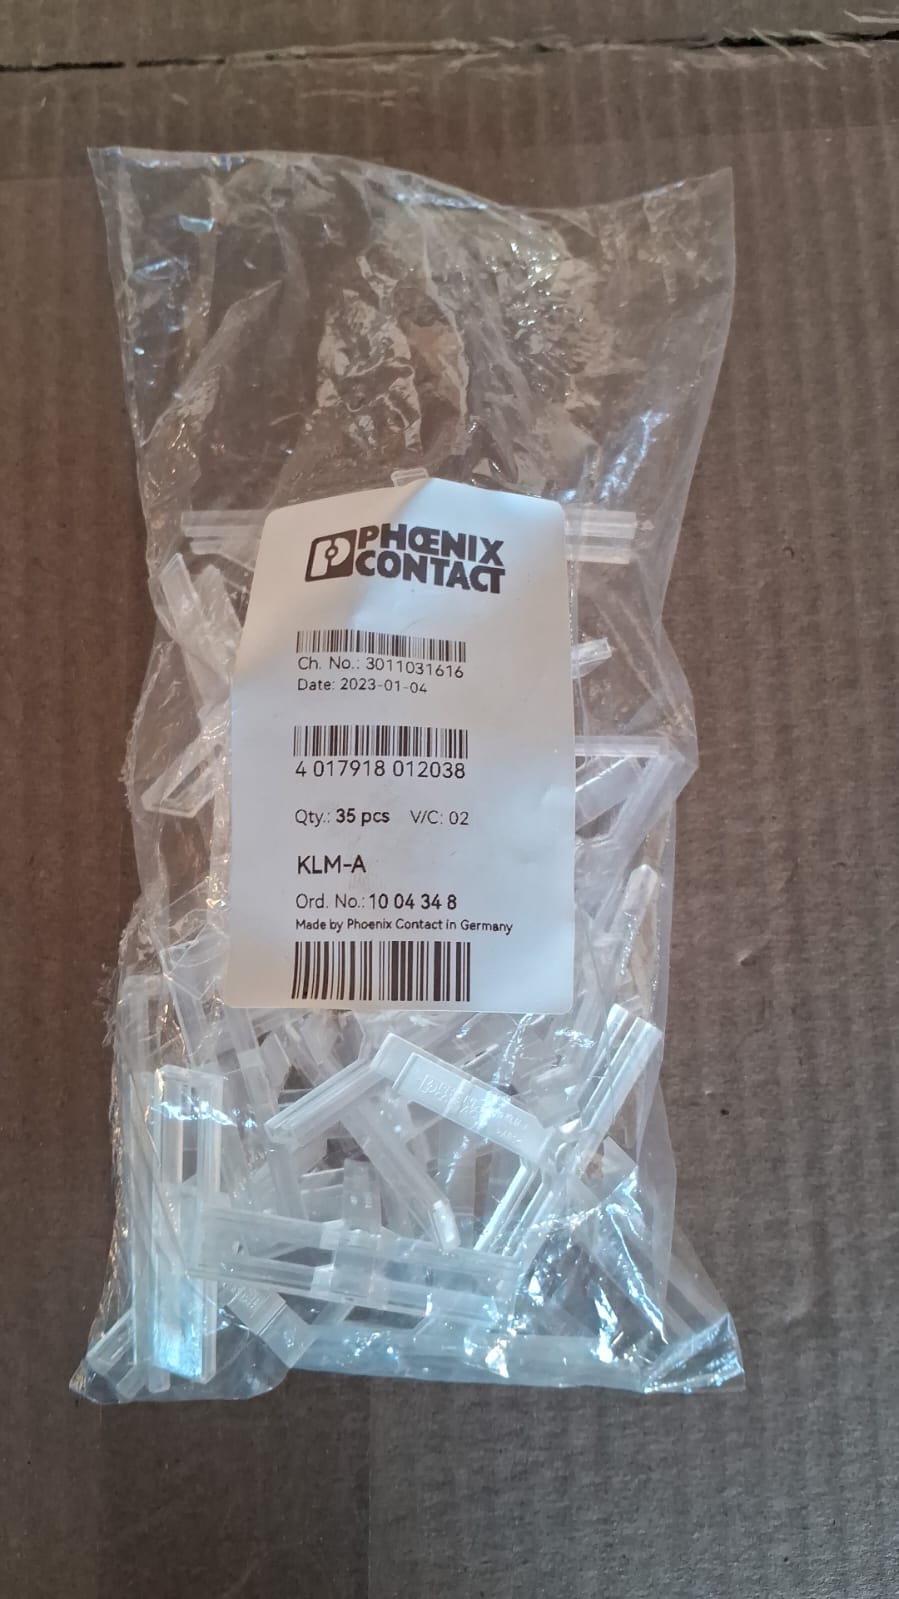 PHŒNIX
CONTACT
Ch. No.: 3011031616
Date: 2023-01-04
4 017918 012038
Qty.: 35 pcs V/C: 02
KLM-A
Ord. No.: 10 04 34 8
Made by Phoenix Contact in Germany